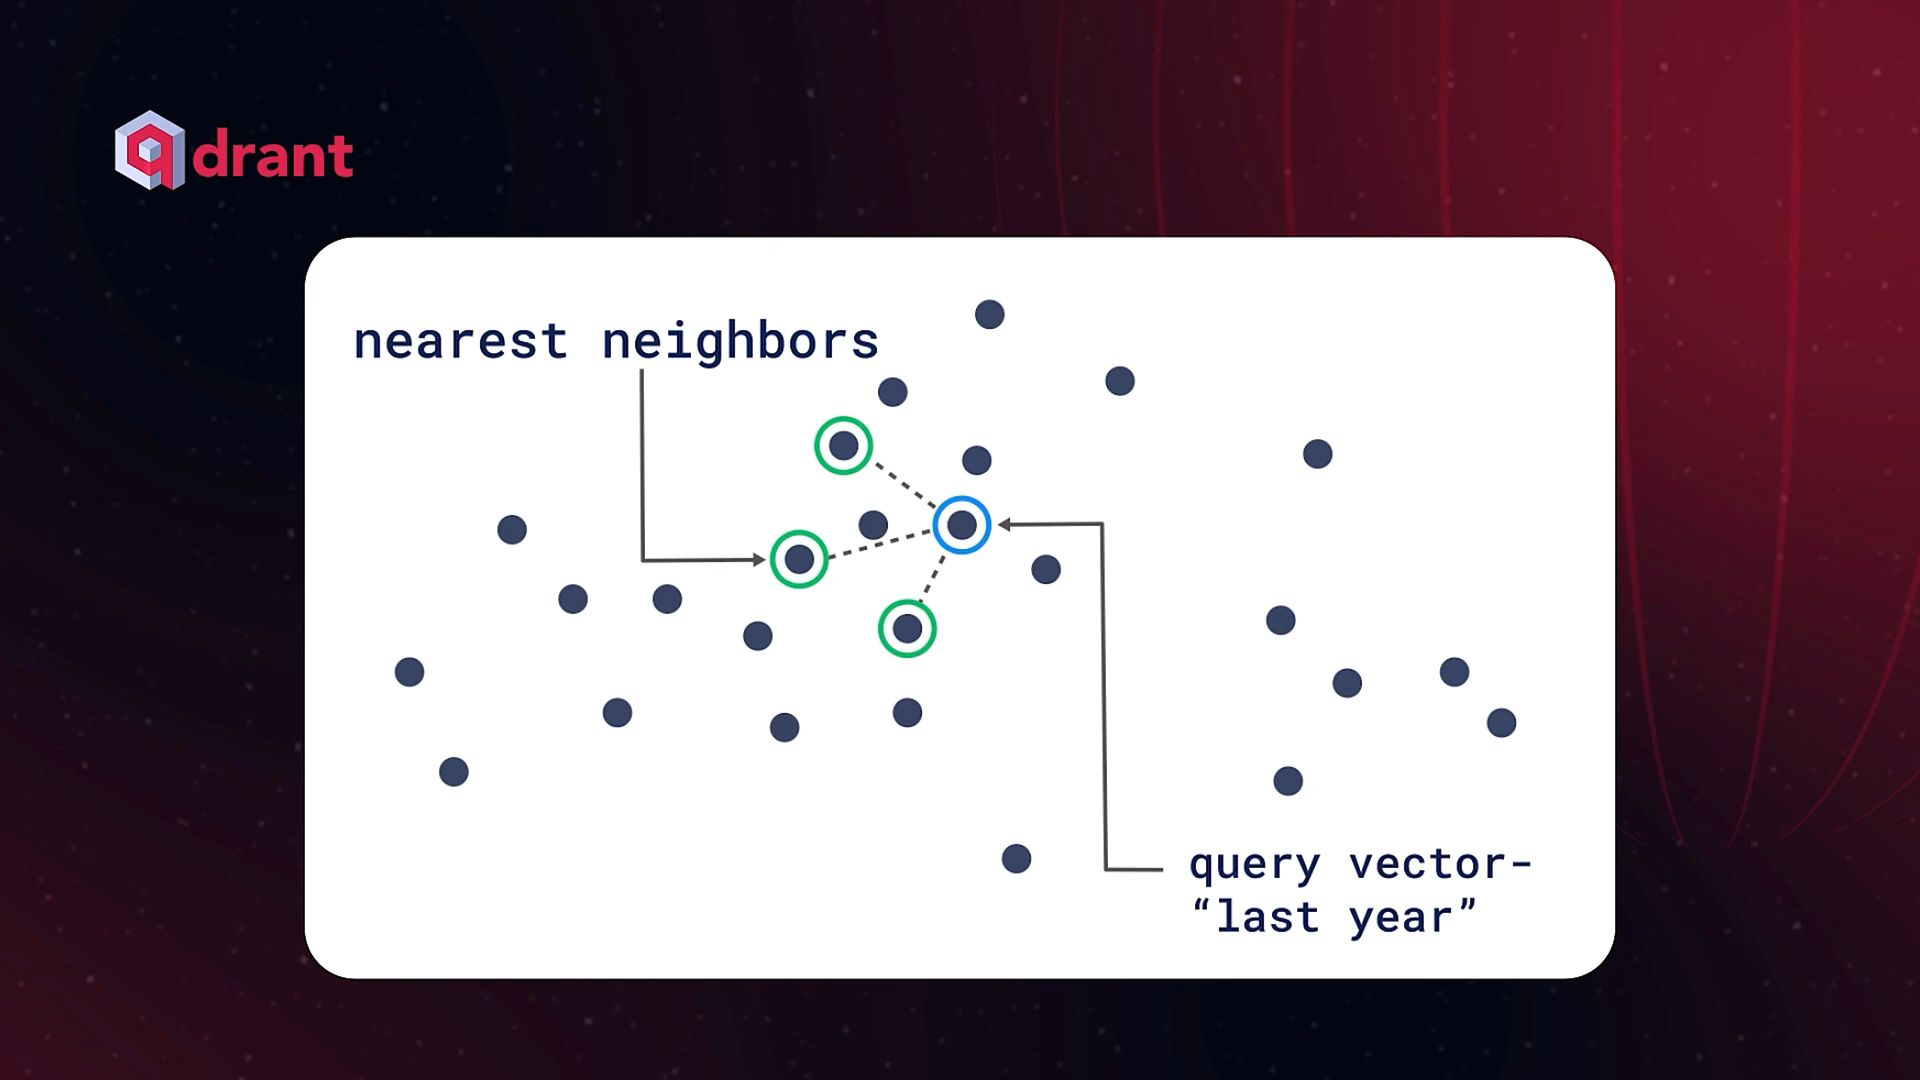 qdrant
nearest neighbors
query vector-
“last year”